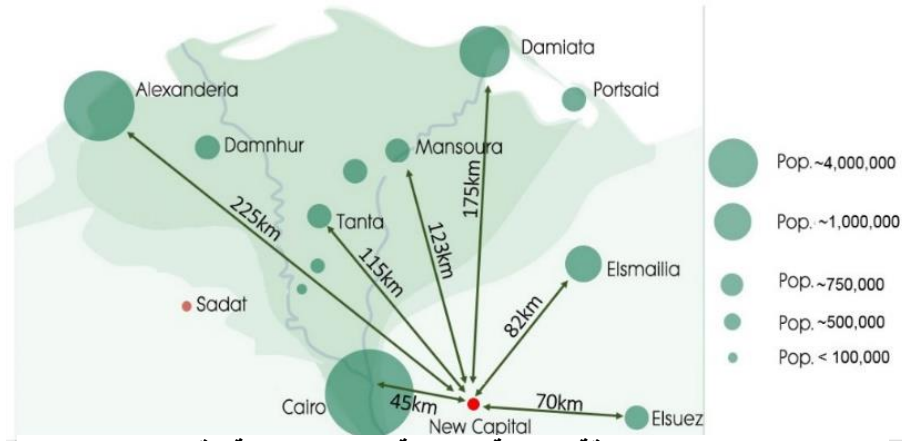 Damiata
Alexanderia
Portsaid
Damnhur
Mansoura
Pop.~4,000,000
175km
225km
Tanta
Pop. ~1,000,000
123km
115km
Elsmailia
Pop.~750,000
Sadat
82km
Pop. ~500,000
Pop. < 100,000
Cairo
45km
70km
Elsuez
New Capital